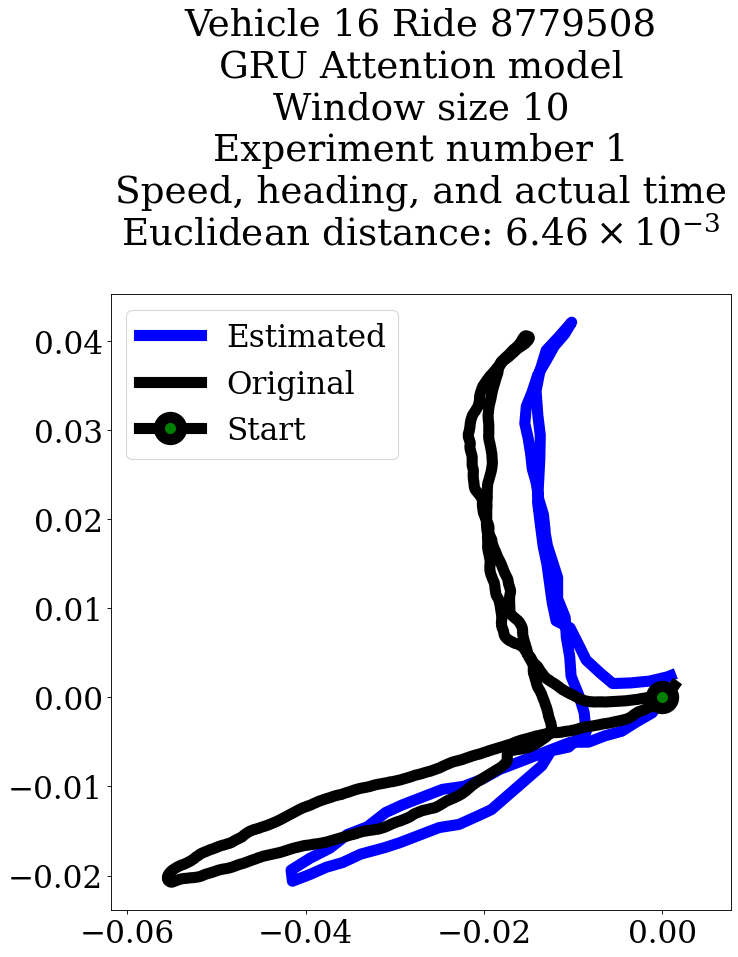 Vehicle 16 Ride 8779508
GRU Attention model
Window size 10
Experiment number 1
Speed, heading, and actual time
Euclidean distance: 6.46 × 10⁻³
Estimated
Original
Start
0.04
0.03
0.02
0.01
0.00
−0.01
−0.02
−0.06 −0.04 −0.02 0.00